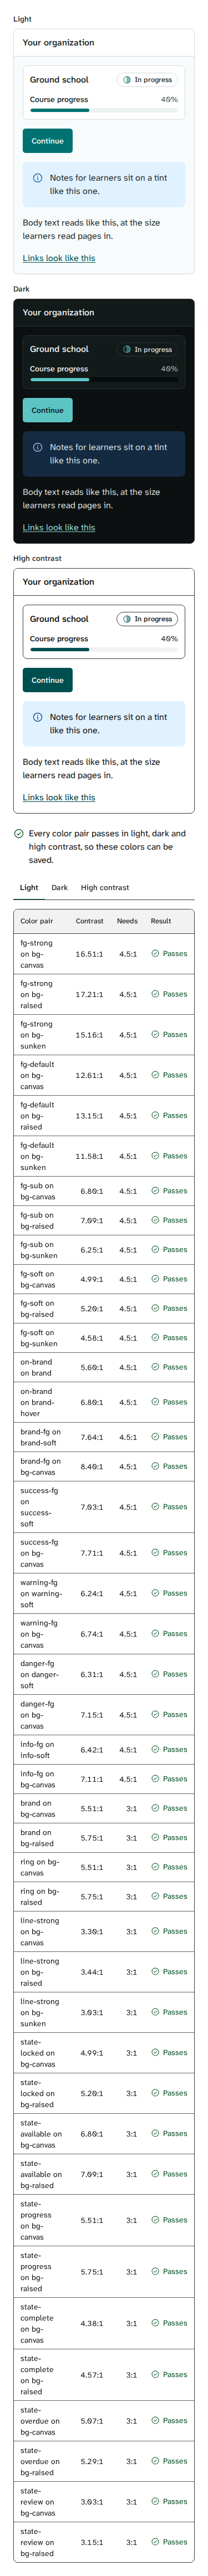 Light
Your organization
Ground school
In progress
Course progress 40%
Continue
Notes for learners sit on a tint
like this one.
Body text reads like this, at the size
learners read pages in.
Links look like this
Dark
Your organization
Ground school
In progress
Course progress 40%
Continue
Notes for learners sit on a tint
like this one.
Body text reads like this, at the size
learners read pages in.
Links look like this
High contrast
Your organization
Ground school
In progress
Course progress 40%
Continue
Notes for learners sit on a tint
like this one.
Body text reads like this, at the size
learners read pages in.
Links look like this
Every color pair passes in light, dark and
high contrast, so these colors can be
saved.
Light Dark High contrast
Color pair Contrast Needs Result
fg-strong
on bg-
canvas
16.51:1 4.5:1 Passes
fg-strong
on bg-
raised
17.21:1 4.5:1 Passes
fg-strong
on bg-
sunken
15.16:1 4.5:1 Passes
fg-default
on bg-
canvas
12.61:1 4.5:1 Passes
fg-default
on bg-
raised
13.15:1 4.5:1 Passes
fg-default
on bg-
sunken
11.58:1 4.5:1 Passes
fg-sub on
bg-canvas
6.80:1 4.5:1 Passes
fg-sub on
bg-raised
7.09:1 4.5:1 Passes
fg-sub on
bg-sunken
6.25:1 4.5:1 Passes
fg-soft on
bg-canvas
4.99:1 4.5:1 Passes
fg-soft on
bg-raised
5.20:1 4.5:1 Passes
fg-soft on
bg-sunken
4.58:1 4.5:1 Passes
on-brand
on brand
5.60:1 4.5:1 Passes
on-brand
on brand-
hover
6.80:1 4.5:1 Passes
brand-fg on
brand-soft
7.64:1 4.5:1 Passes
brand-fg on
bg-canvas
8.40:1 4.5:1 Passes
success-fg
on
success-
soft
7.03:1 4.5:1 Passes
success-fg
on bg-
canvas
7.71:1 4.5:1 Passes
warning-fg
on warning-
soft
6.24:1 4.5:1 Passes
warning-fg
on bg-
canvas
6.74:1 4.5:1 Passes
danger-fg
on danger-
soft
6.31:1 4.5:1 Passes
danger-fg
on bg-
canvas
7.15:1 4.5:1 Passes
info-fg on
info-soft
6.42:1 4.5:1 Passes
info-fg on
bg-canvas
7.11:1 4.5:1 Passes
brand on
bg-canvas
5.51:1 3:1 Passes
brand on
bg-raised
5.75:1 3:1 Passes
ring on bg-
canvas
5.51:1 3:1 Passes
ring on bg-
raised
5.75:1 3:1 Passes
line-strong
on bg-
canvas
3.30:1 3:1 Passes
line-strong
on bg-
raised
3.44:1 3:1 Passes
line-strong
on bg-
sunken
3.03:1 3:1 Passes
state-
locked on
bg-canvas
4.99:1 3:1 Passes
state-
locked on
bg-raised
5.20:1 3:1 Passes
state-
available on
bg-canvas
6.80:1 3:1 Passes
state-
available on
bg-raised
7.09:1 3:1 Passes
state-
progress
on bg-
canvas
5.51:1 3:1 Passes
state-
progress
on bg-
raised
5.75:1 3:1 Passes
state-
complete
on bg-
canvas
4.38:1 3:1 Passes
state-
complete
on bg-
raised
4.57:1 3:1 Passes
state-
overdue on
bg-canvas
5.07:1 3:1 Passes
state-
overdue on
bg-raised
5.29:1 3:1 Passes
state-
review on
bg-canvas
3.03:1 3:1 Passes
state-
review on
bg-raised
3.15:1 3:1 Passes